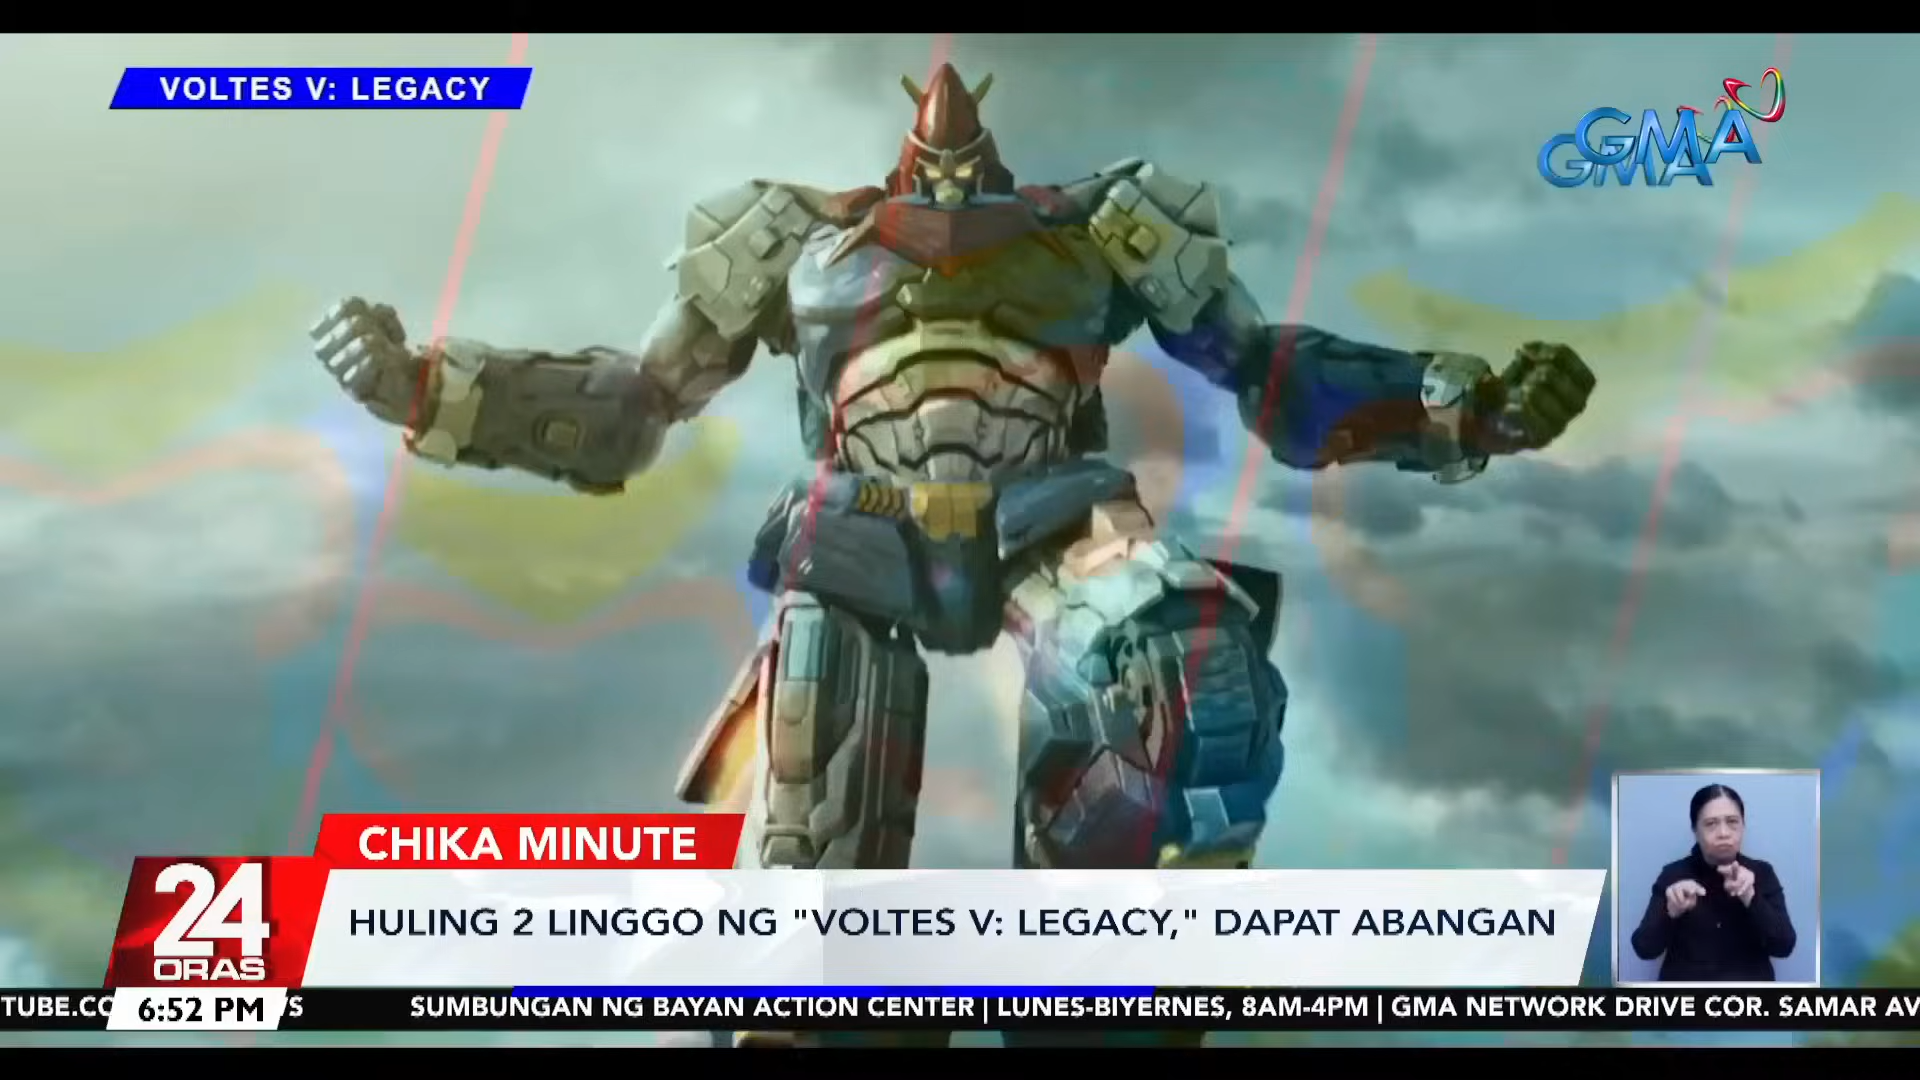 VOLTES V: LEGACY
GMA
GMA
CHIKA MINUTE
24
ORAS
HULING 2 LINGGO NG "VOLTES V: LEGACY," DAPAT ABANGAN
6:52 PM
SUMBUNGAN NG BAYAN ACTION CENTER | LUNES-BIYERNES, 8AM-4PM | GMA NETWORK DRIVE COR. SAMAR